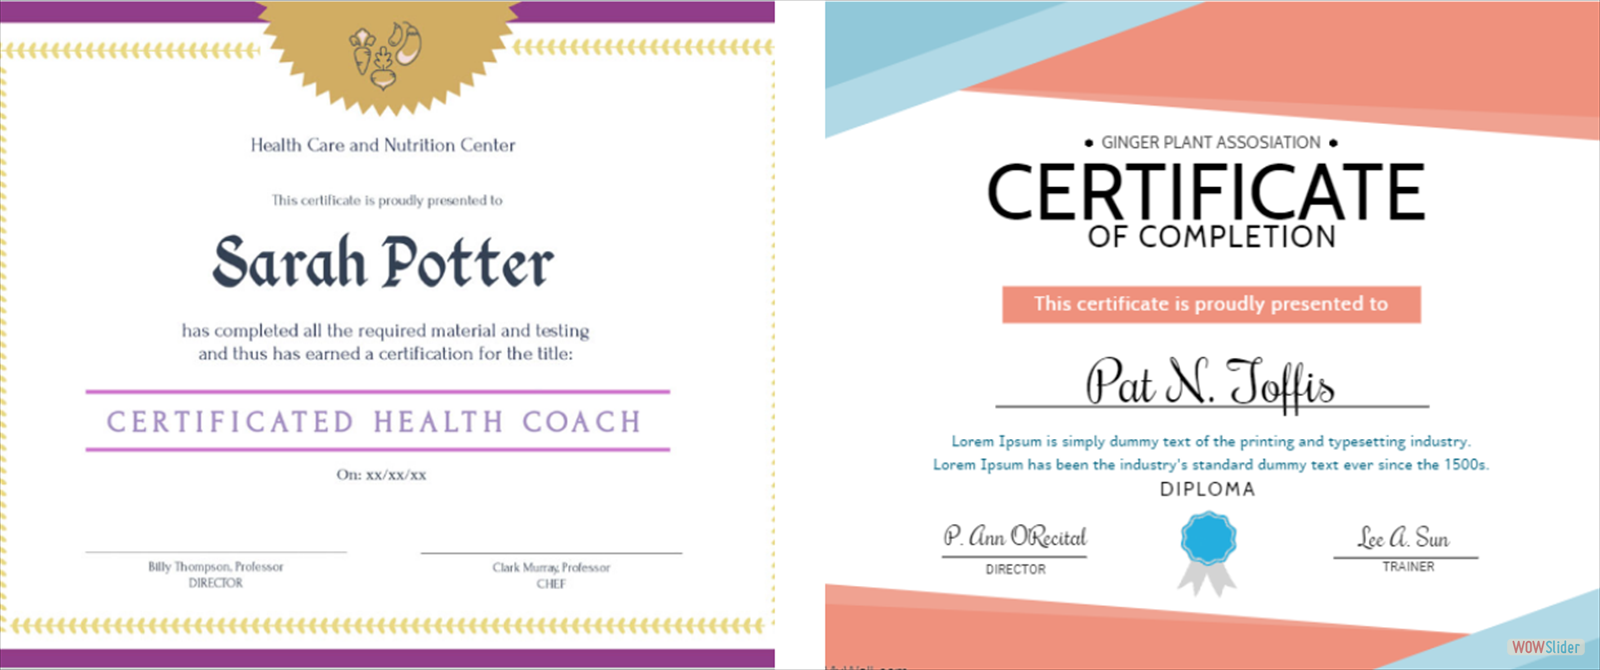 Health Care and Nutrition Center
This certificate is proudly presented to
Sarah Potter
has completed all the required material and testing
and thus has earned a certification for the title:
CERTIFICATED HEALTH COACH
On: xx/xx/xx
Billy Thompson, Professor
DIRECTOR
Clark Murray, Professor
CHEF
• GINGER PLANT ASSOSIATION •
CERTIFICATE
OF COMPLETION
This certificate is proudly presented to
Pat N. Toffis
Lorem Ipsum is simply dummy text of the printing and typesetting industry.
Lorem Ipsum has been the industry's standard dummy text ever since the 1500s.
DIPLOMA
P. Ann O'Recital
DIRECTOR
Lee A. Sun
TRAINER
WOWSlider